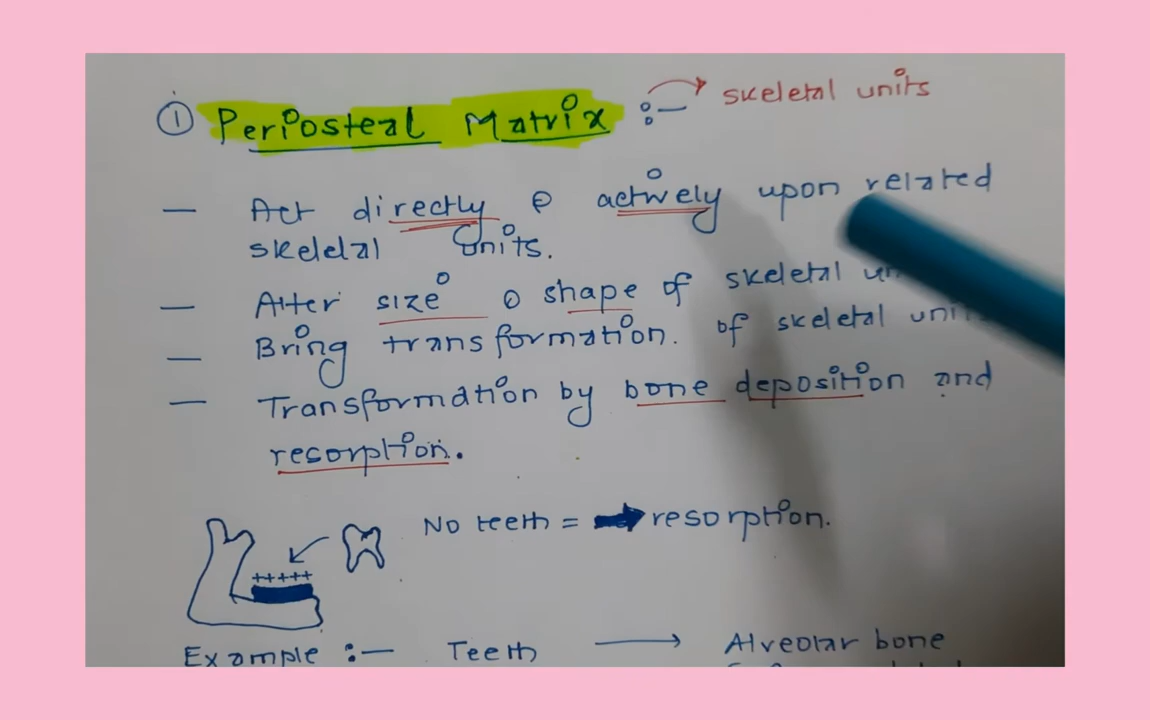 ① Periosteal Matrix :— skeletal units
— Act directly & actively upon related
skeletal units.
— Alter size & shape of skeletal
— Bring transformation. of skeletal
— Transformation by bone deposition and
resorption.
No teeth = resorption.
+++++
Example :— Teeth → Alveolar bone